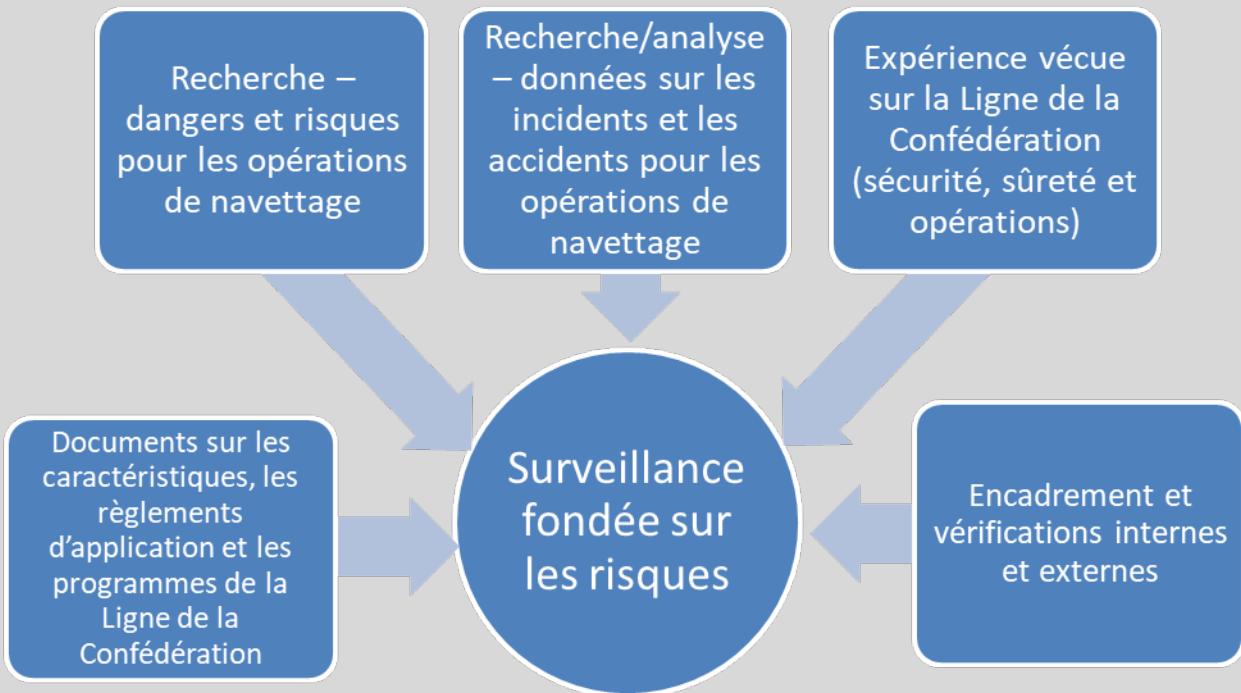 Recherche –
dangers et risques
pour les opérations
de navettage
Recherche/analyse
– données sur les
incidents et les
accidents pour les
opérations de
navettage
Expérience vécue
sur la Ligne de la
Confédération
(sécurité, sûreté et
opérations)
Documents sur les
caractéristiques, les
règlements
d’application et les
programmes de la
Ligne de la
Confédération
Surveillance
fondée sur
les risques
Encadrement et
vérifications internes
et externes